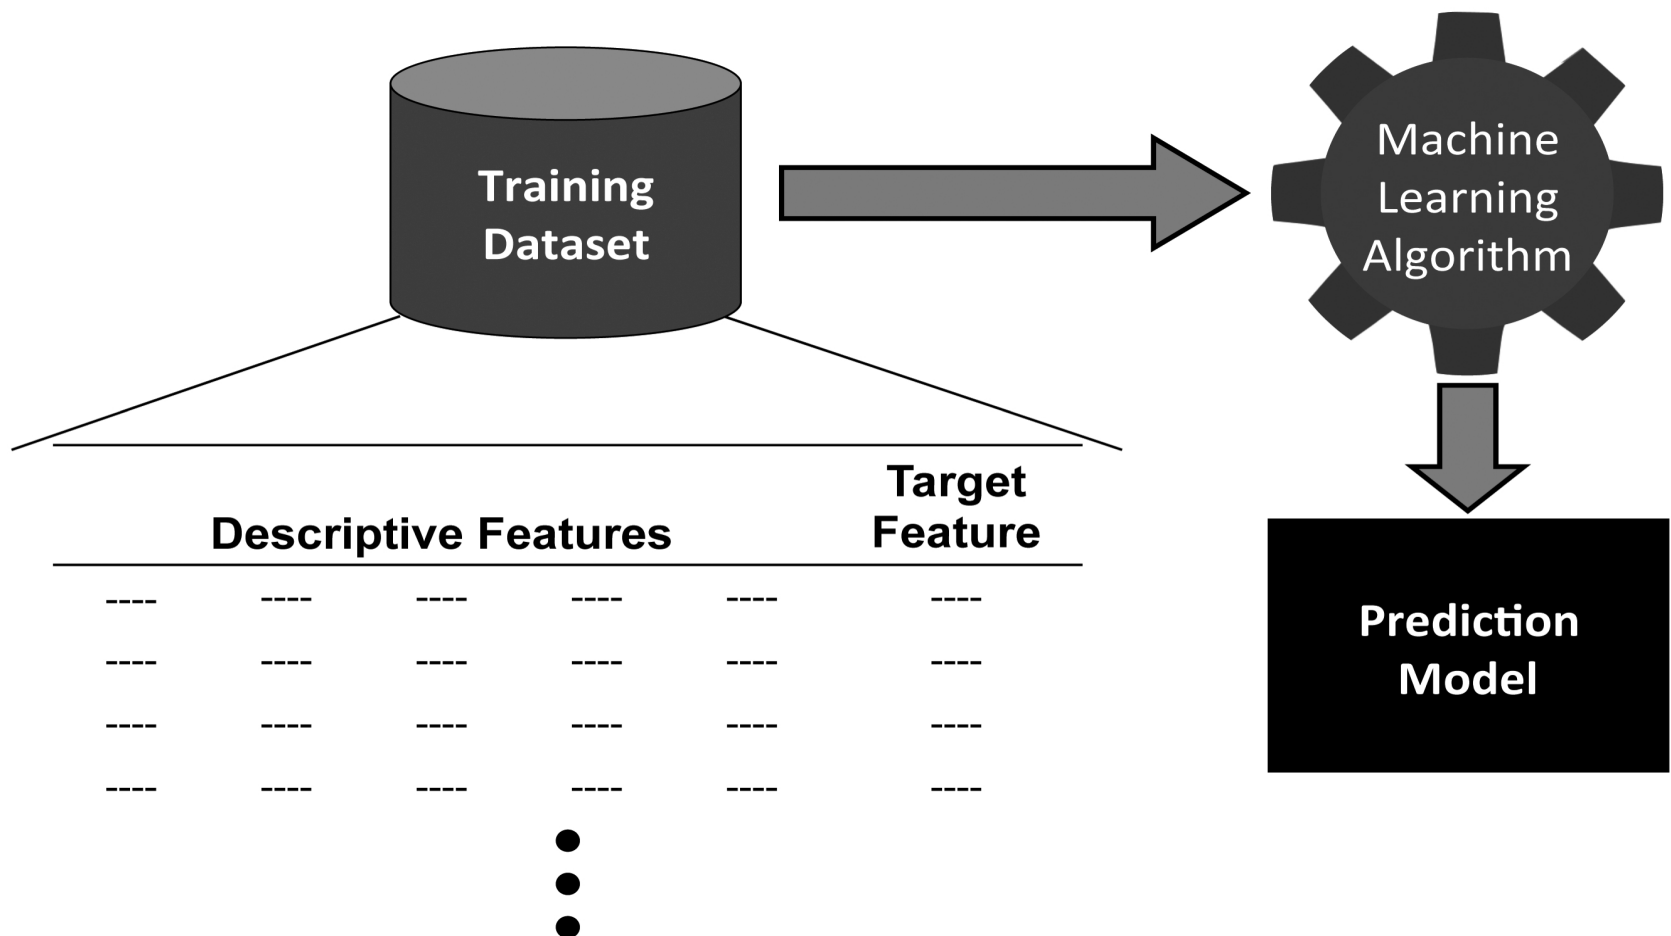 Training
Dataset
Machine
Learning
Algorithm
Target
Descriptive Features Feature
---- ---- ---- ---- ---- ----
---- ---- ---- ---- ---- ----
---- ---- ---- ---- ---- ----
---- ---- ---- ---- ---- ----
Prediction
Model